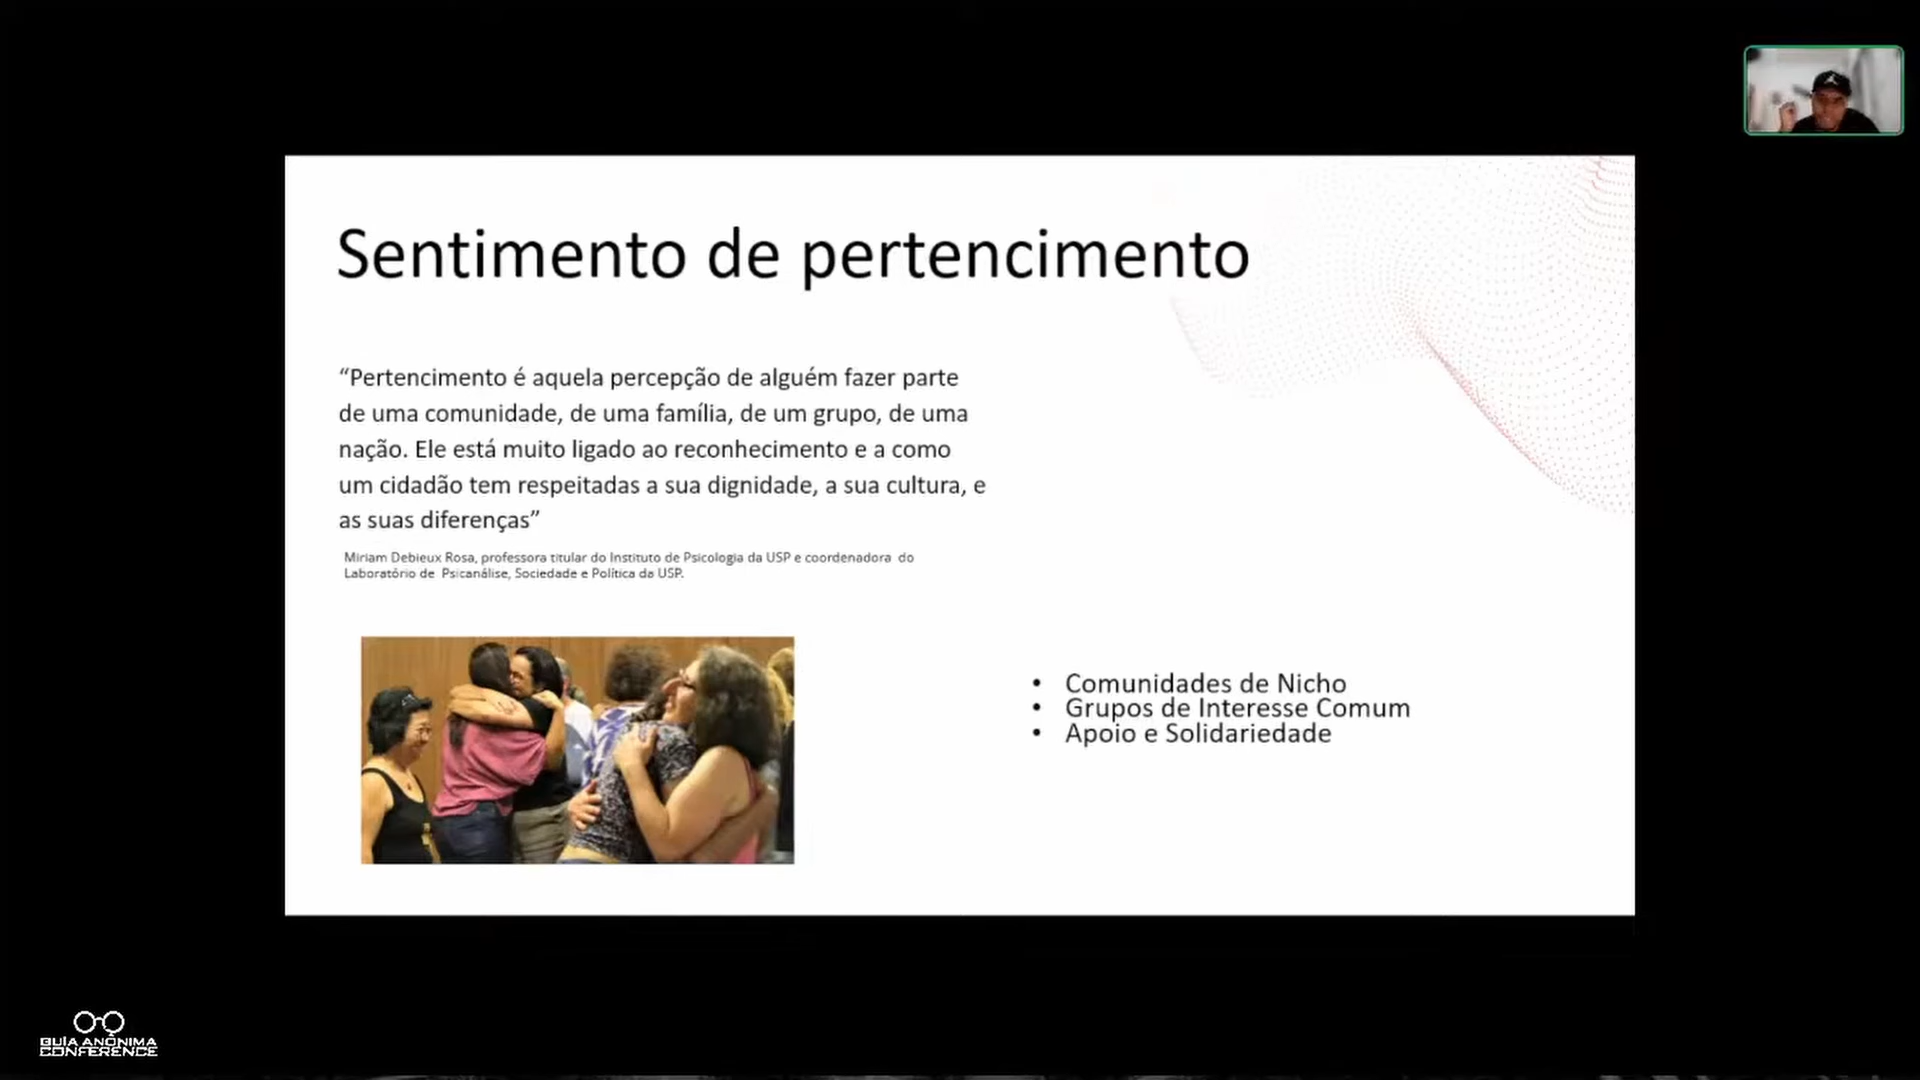 Sentimento de pertencimento
“Pertencimento é aquela percepção de alguém fazer parte
de uma comunidade, de uma família, de um grupo, de uma
nação. Ele está muito ligado ao reconhecimento e a como
um cidadão tem respeitadas a sua dignidade, a sua cultura, e
as suas diferenças”
Miriam Debieux Rosa, professora titular do Instituto de Psicologia da USP e coordenadora do
Laboratório de Psicanálise, Sociedade e Política da USP.
• Comunidades de Nicho
• Grupos de Interesse Comum
• Apoio e Solidariedade
GUIA ANÔNIMA
CONFERENCE